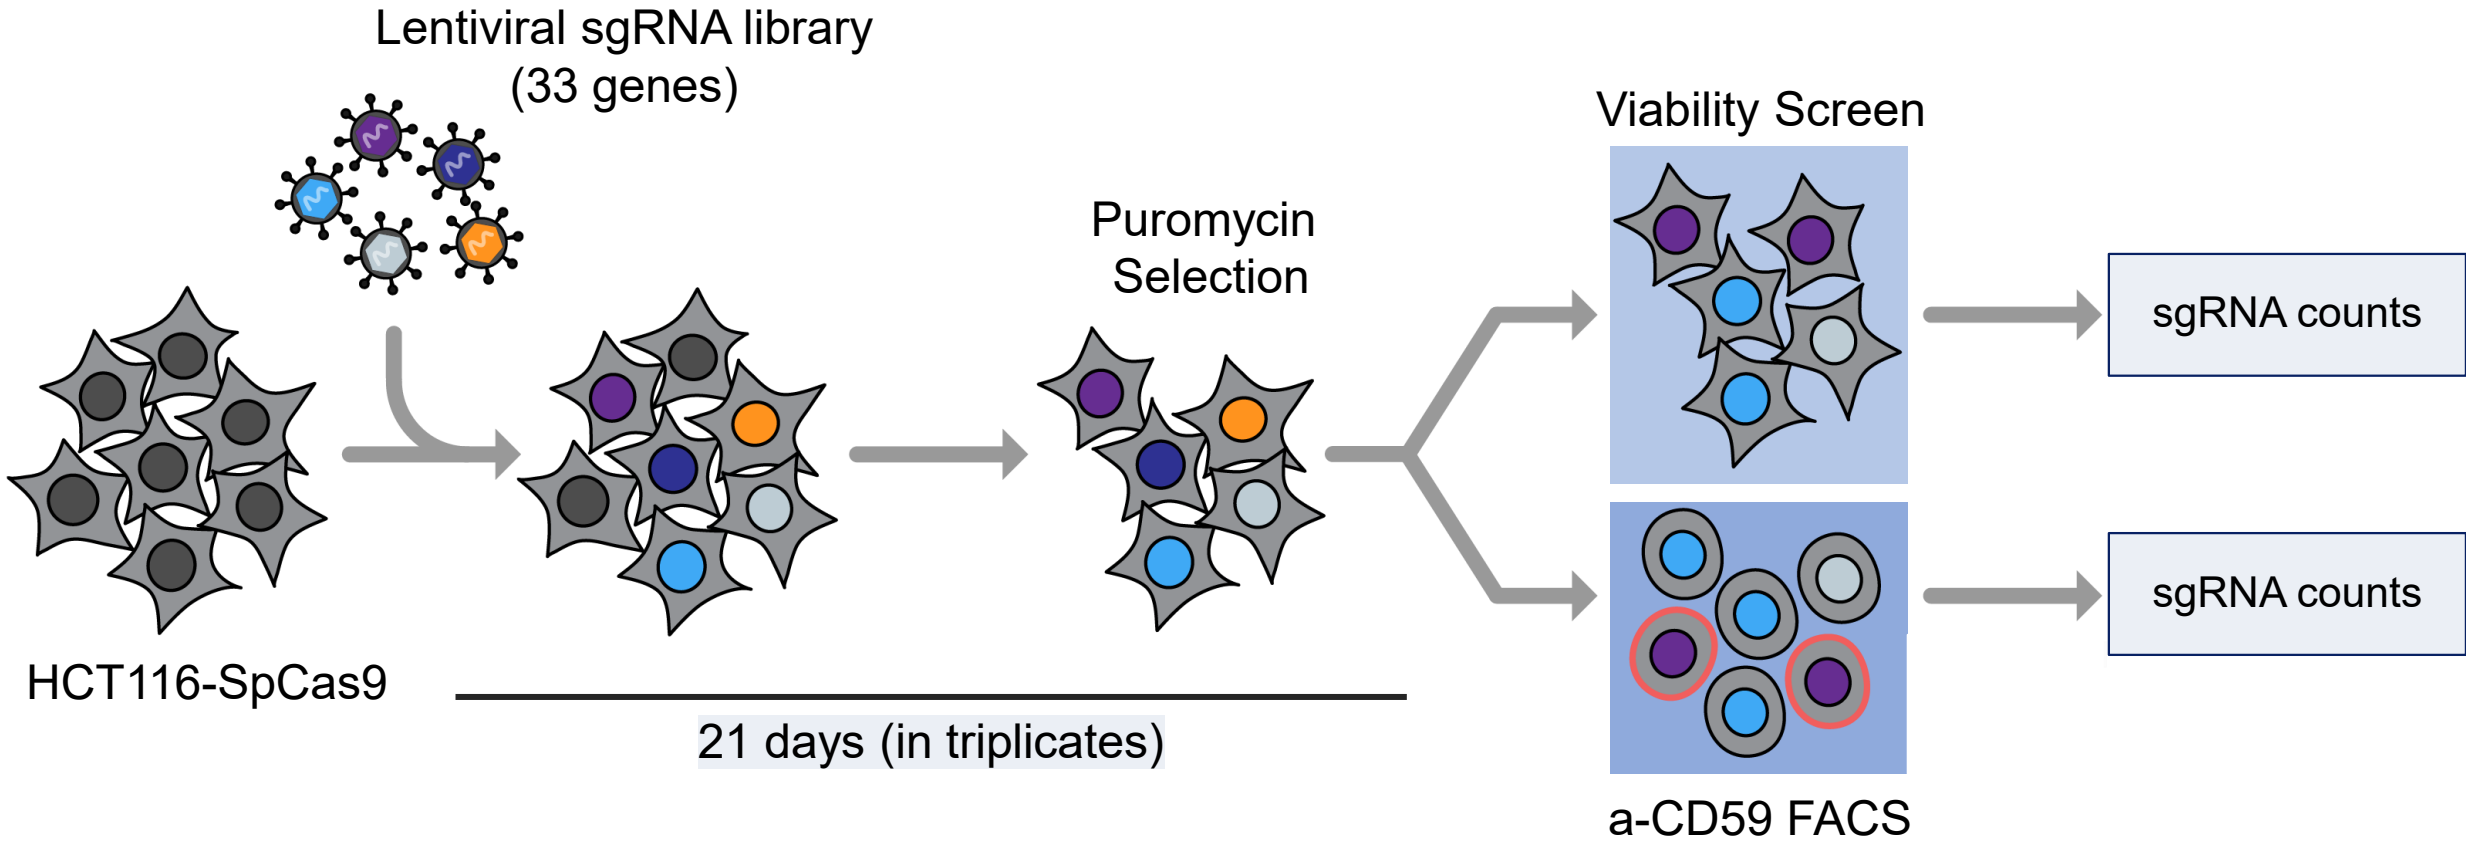 Lentiviral sgRNA library
(33 genes)
Viability Screen
Puromycin
Selection
sgRNA counts
sgRNA counts
HCT116-SpCas9
21 days (in triplicates)
a-CD59 FACS